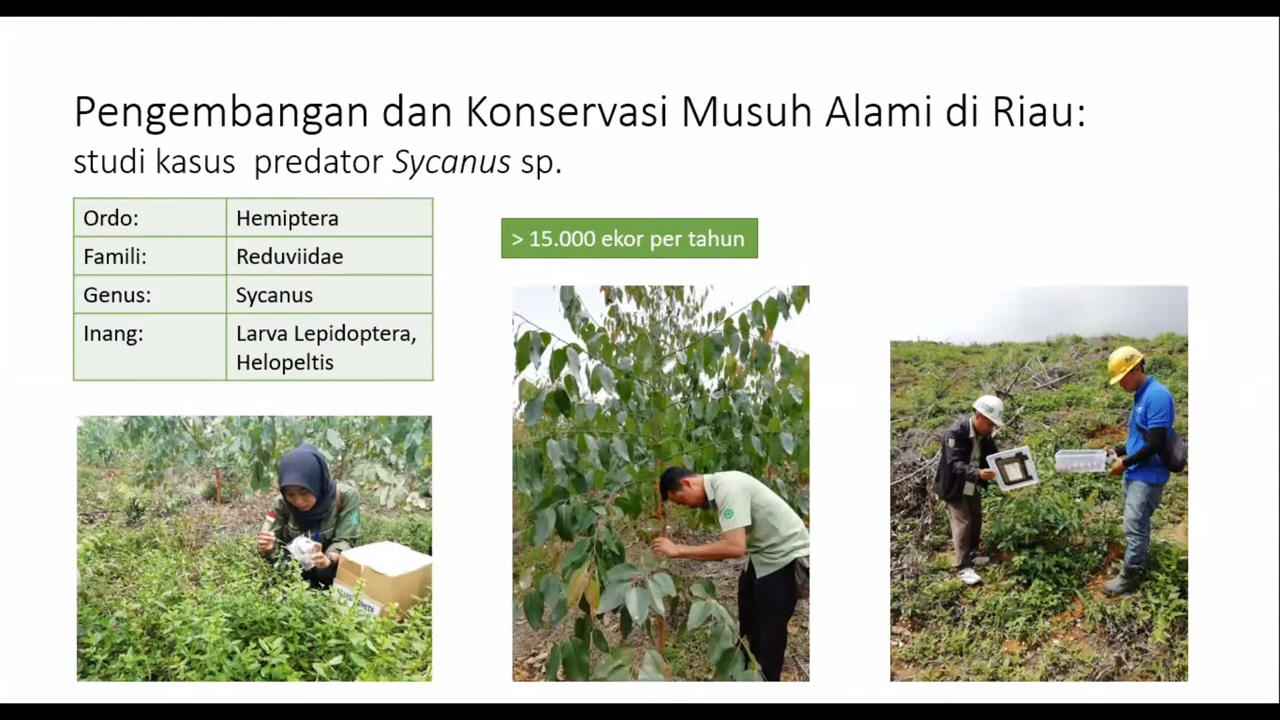 Pengembangan dan Konservasi Musuh Alami di Riau:
studi kasus predator Sycanus sp.
Ordo: Hemiptera
Famili: Reduviidae
Genus: Sycanus
Inang: Larva Lepidoptera,
Helopeltis
> 15.000 ekor per tahun